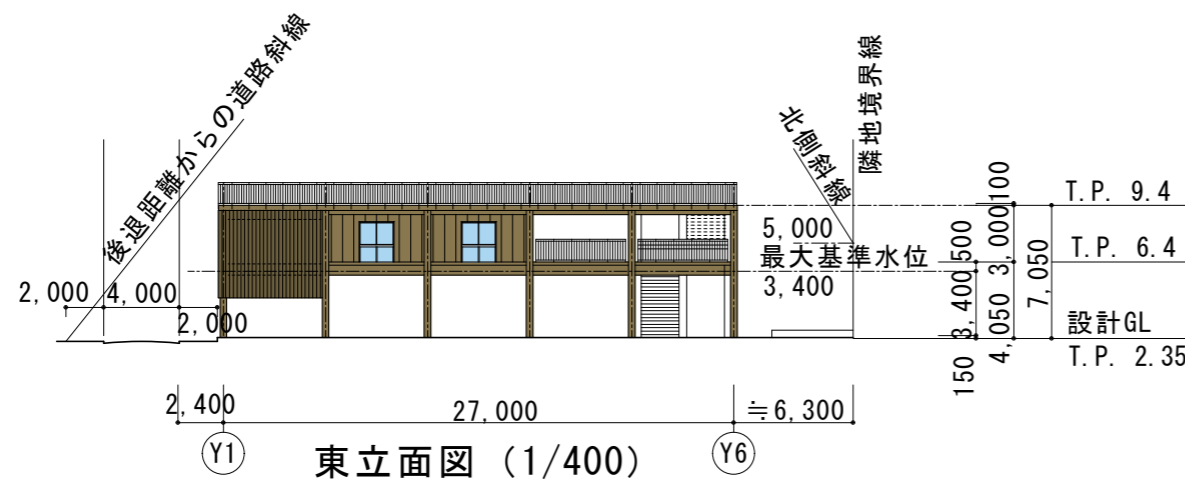 後退距離からの道路斜線
2,000
4,000
2,000
北側斜線
隣地境界線
5,000
最大基準水位
3,400
100
3,000
500
3,400
4,050
150
7,050
T.P. 9.4
T.P. 6.4
設計GL
T.P. 2.35
2,400
27,000
≒6,300
Y1
Y6
東立面図 (1/400)